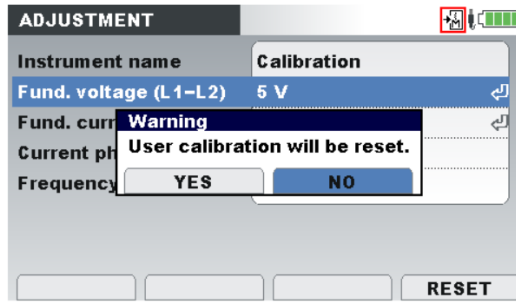 ADJUSTMENT
Instrument name Calibration
Fund. voltage (L1-L2) 5 V
Fund. curr
Warning
User calibration will be reset.
Current ph
Frequency
YES NO
RESET